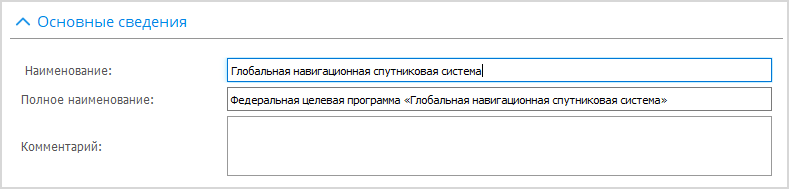 Основные сведения
Наименование: Глобальная навигационная спутниковая система
Полное наименование: Федеральная целевая программа «Глобальная навигационная спутниковая система»
Комментарий: